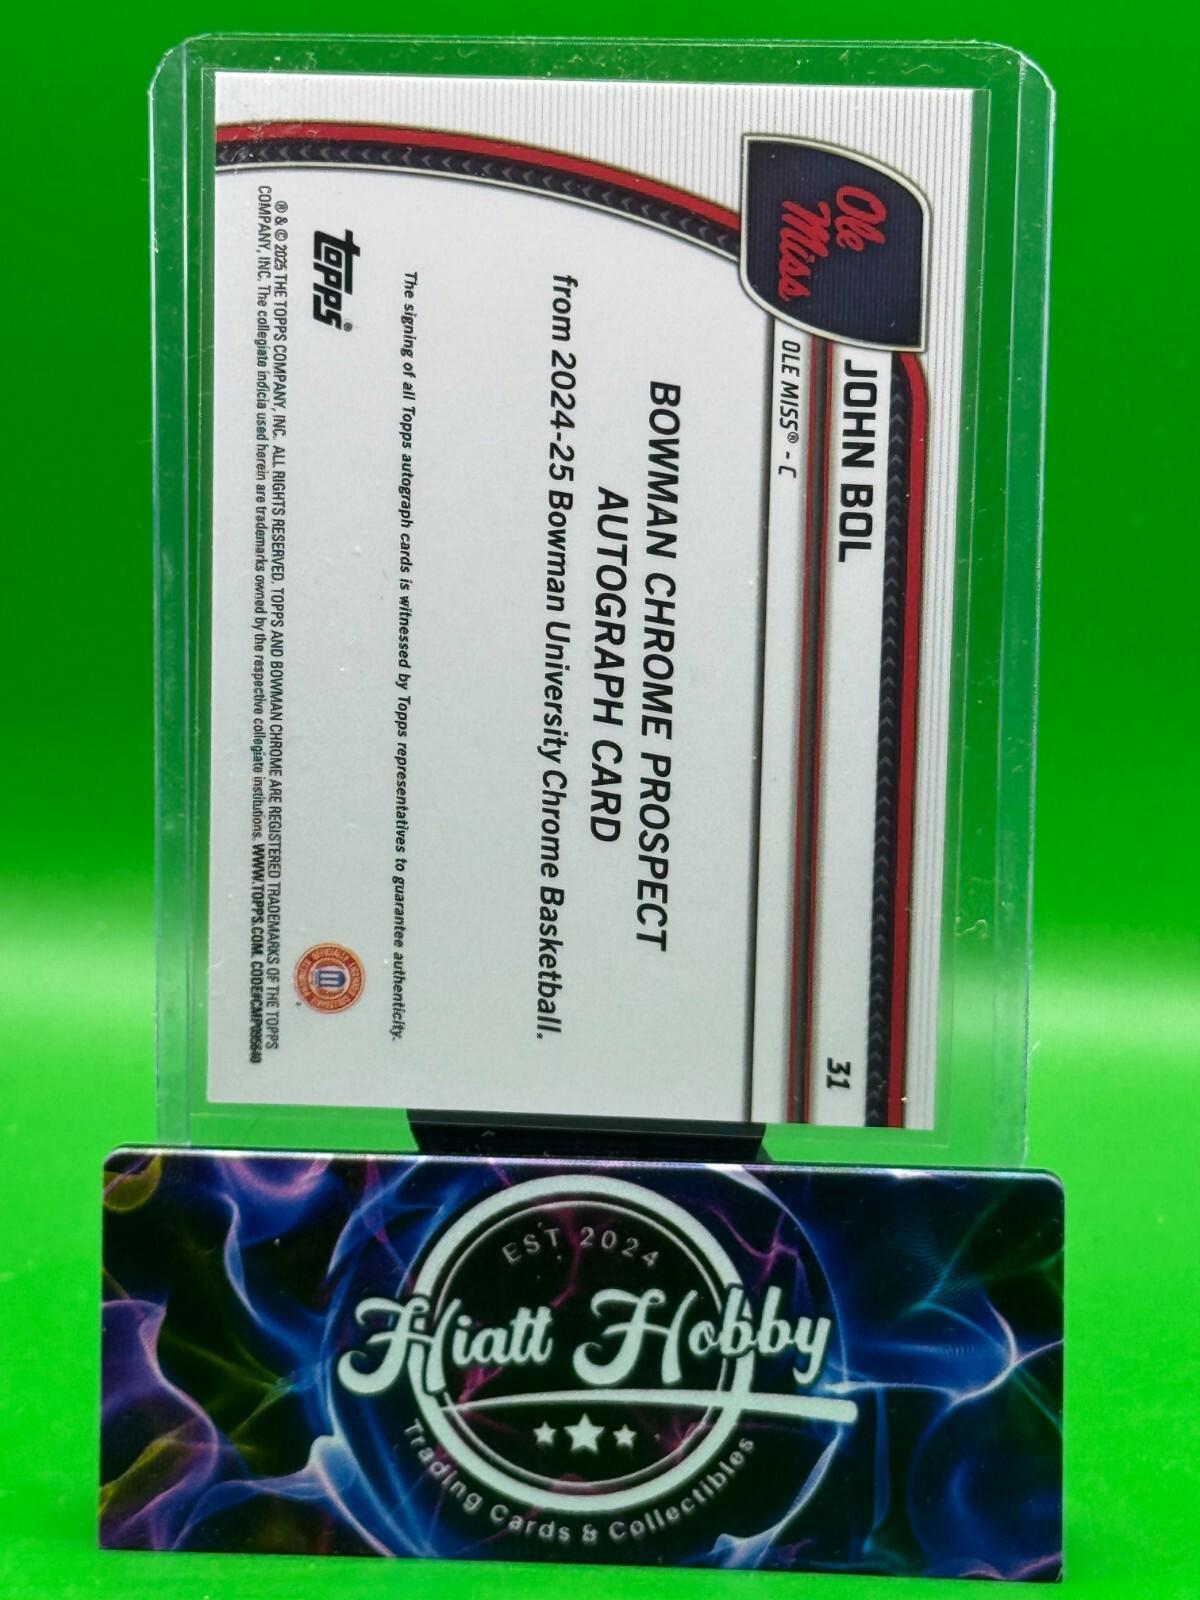 Ole
Miss
JOHN BOL
31
OLE MISS® - C
BOWMAN CHROME PROSPECT
AUTOGRAPH CARD
from 2024-25 Bowman University Chrome Basketball.
The signing of all Topps autograph cards is witnessed by Topps representatives to guarantee authenticity.
topps®
® & © 2025 THE TOPPS COMPANY, INC. ALL RIGHTS RESERVED. TOPPS AND BOWMAN CHROME ARE REGISTERED TRADEMARKS OF THE TOPPS
COMPANY, INC. The collegiate indicia used herein are trademarks owned by the respective collegiate institutions. WWW.TOPPS.COM. CODE#CMP095640
EST 2024
Hiatt Hobby
Trading Cards & Collectibles